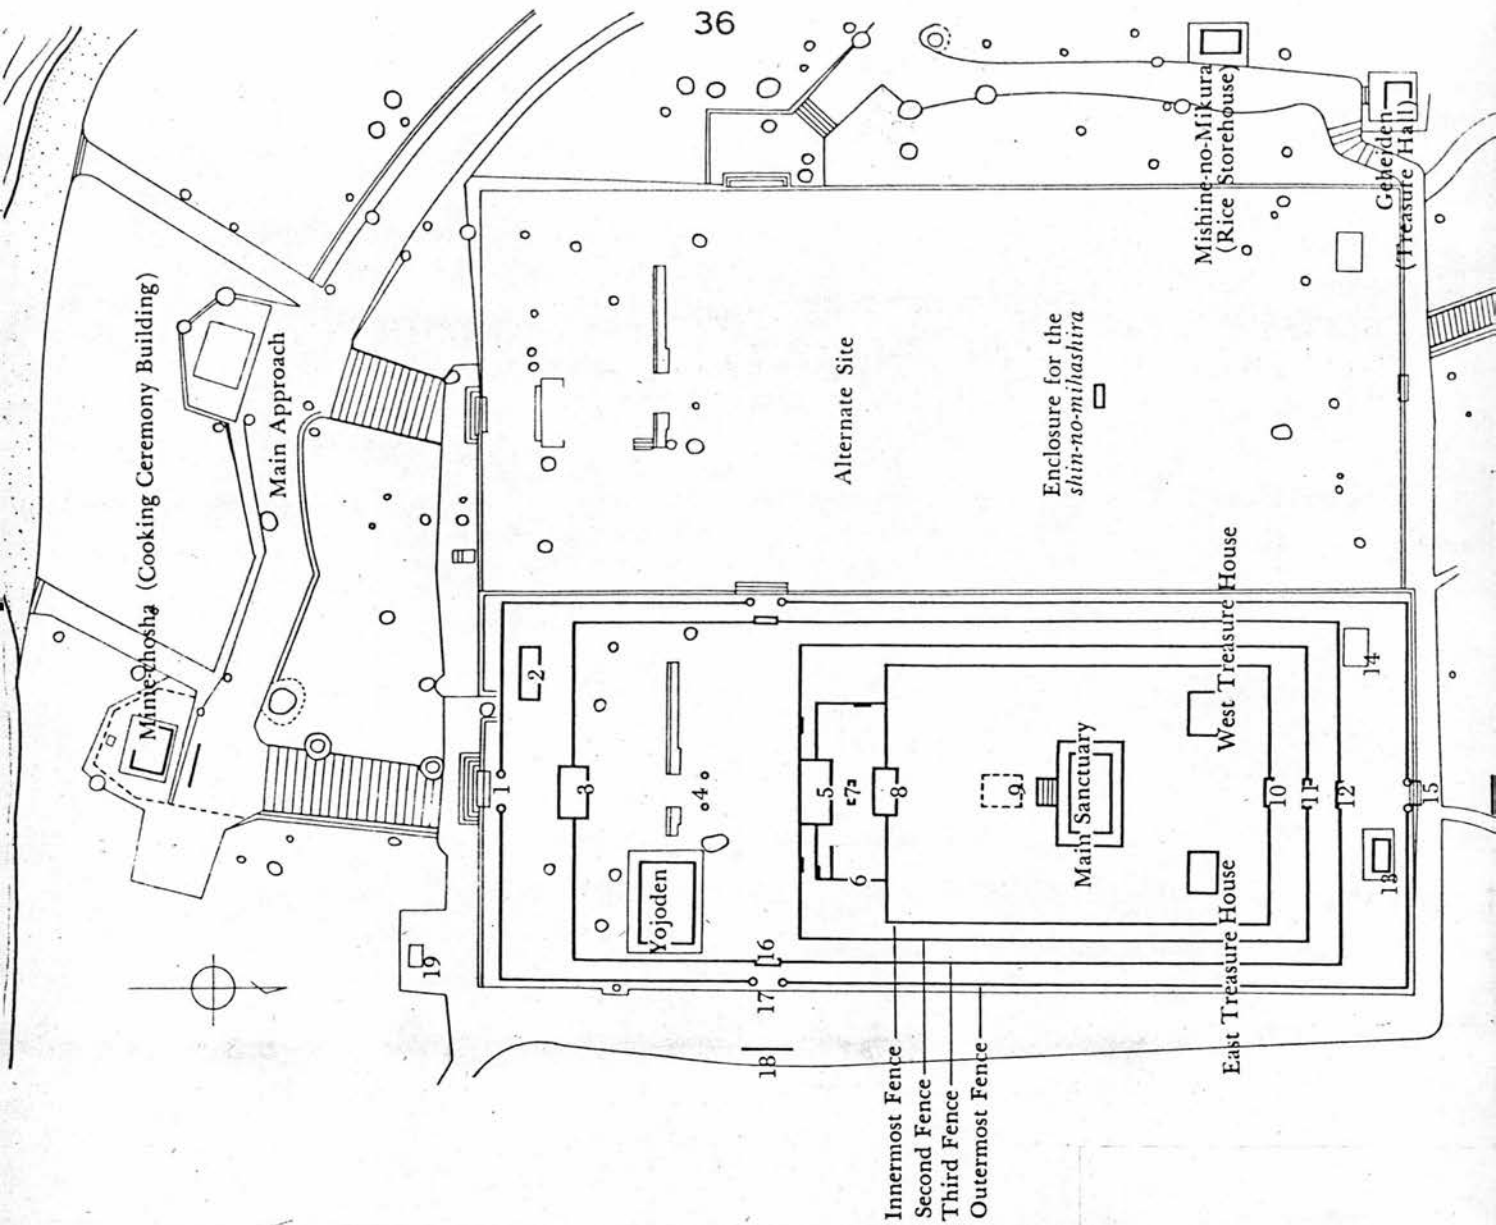 36
Mishine-no-Mikura
(Rice Storehouse)
Geheiden
(Treasure Hall)
Mime-chosha (Cooking Ceremony Building)
Main Approach
Alternate Site
Enclosure for the
shin-no-mihashira
1
2
3
4
5
6
7
8
9
10
11
12
13
14
15
16
17
18
19
Yojoden
Main Sanctuary
West Treasure House
East Treasure House
Innermost Fence
Second Fence
Third Fence
Outermost Fence